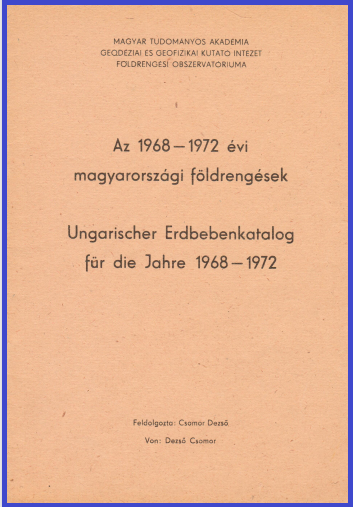 MAGYAR TUDOMÁNYOS AKADÉMIA
GEODÉZIAI ÉS GEOFIZIKAI KUTATÓ INTÉZET
FÖLDRENGÉSI OBSZERVATÓRIUMA
Az 1968–1972 évi
magyarországi földrengések
Ungarischer Erdbebenkatalog
für die Jahre 1968–1972
Feldolgozta: Csomor Dezső
Von: Dezső Csomor